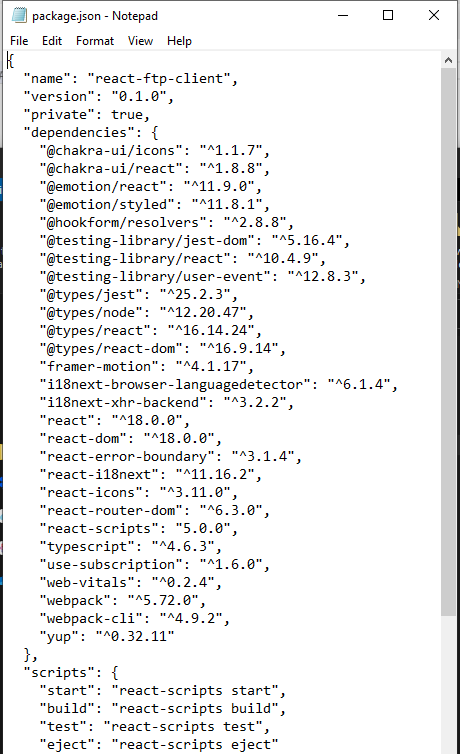 package.json - Notepad
File Edit Format View Help
{
  "name": "react-ftp-client",
  "version": "0.1.0",
  "private": true,
  "dependencies": {
    "@chakra-ui/icons": "^1.1.7",
    "@chakra-ui/react": "^1.8.8",
    "@emotion/react": "^11.9.0",
    "@emotion/styled": "^11.8.1",
    "@hookform/resolvers": "^2.8.8",
    "@testing-library/jest-dom": "^5.16.4",
    "@testing-library/react": "^10.4.9",
    "@testing-library/user-event": "^12.8.3",
    "@types/jest": "^25.2.3",
    "@types/node": "^12.20.47",
    "@types/react": "^16.14.24",
    "@types/react-dom": "^16.9.14",
    "framer-motion": "^4.1.17",
    "i18next-browser-languagedetector": "^6.1.4",
    "i18next-xhr-backend": "^3.2.2",
    "react": "^18.0.0",
    "react-dom": "^18.0.0",
    "react-error-boundary": "^3.1.4",
    "react-i18next": "^11.16.2",
    "react-icons": "^3.11.0",
    "react-router-dom": "^6.3.0",
    "react-scripts": "5.0.0",
    "typescript": "^4.6.3",
    "use-subscription": "^1.6.0",
    "web-vitals": "^0.2.4",
    "webpack": "^5.72.0",
    "webpack-cli": "^4.9.2",
    "yup": "^0.32.11"
  },
  "scripts": {
    "start": "react-scripts start",
    "build": "react-scripts build",
    "test": "react-scripts test",
    "eject": "react-scripts eject"